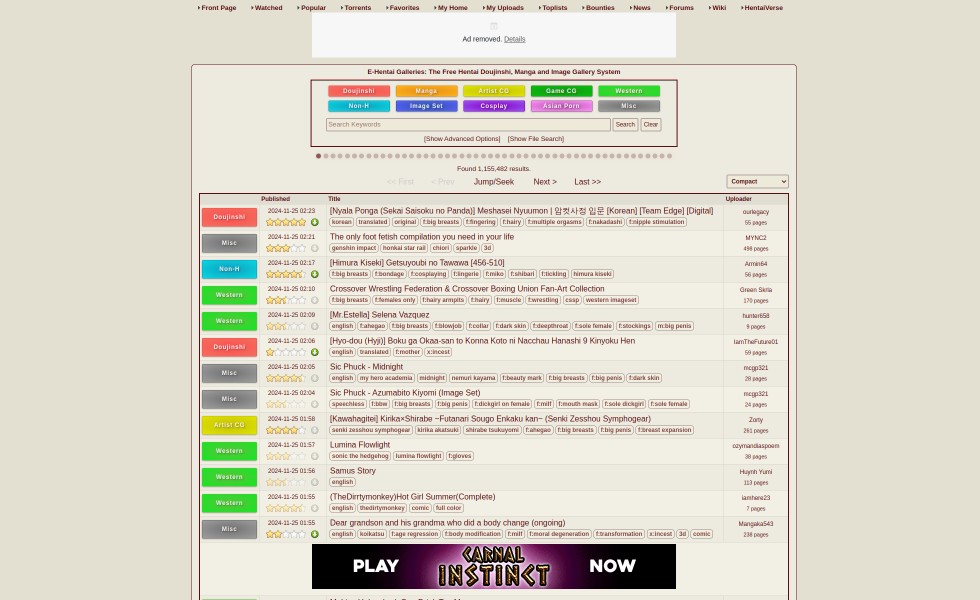 Front Page Watched Popular Torrents Favorites My Home My Uploads Toplists Bounties News Forums Wiki HentaiVerse
Ad removed. Details
E-Hentai Galleries: The Free Hentai Doujinshi, Manga and Image Gallery System
Doujinshi Manga Artist CG Game CG Western
Non-H Image Set Cosplay Asian Porn Misc
Search Keywords Search Clear
[Show Advanced Options] [Show File Search]
Found 1,155,482 results.
<< First < Prev Jump/Seek Next > Last >> Compact
Published Title Uploader
Doujinshi 2024-11-25 02:23 [Nyala Ponga (Sekai Saisoku no Panda)] Meshasei Nyuumon | 암컷사정 입문 [Korean] [Team Edge] [Digital] ourlegacy
korean translated original f:big breasts f:fingering f:hairy f:multiple orgasms f:nakadashi f:nipple stimulation 55 pages
Misc 2024-11-25 02:21 The only foot fetish compilation you need in your life MYNC2
genshin impact honkai star rail chiori sparkle 3d 498 pages
Non-H 2024-11-25 02:17 [Himura Kiseki] Getsuyoubi no Tawawa [456-510] Armin64
f:big breasts f:bondage f:cosplaying f:lingerie f:miko f:shibari f:tickling himura kiseki 56 pages
Western 2024-11-25 02:10 Crossover Wrestling Federation & Crossover Boxing Union Fan-Art Collection Green Skria
f:big breasts f:females only f:hairy armpits f:hairy f:muscle f:wrestling cssp western imageset 170 pages
Western 2024-11-25 02:09 [Mr.Estella] Selena Vazquez hunter658
english f:ahegao f:big breasts f:blowjob f:collar f:dark skin f:deepthroat f:sole female f:stockings m:big penis 9 pages
Doujinshi 2024-11-25 02:06 [Hyo-dou (Hyji)] Boku ga Okaa-san to Konna Koto ni Nacchau Hanashi 9 Kinyoku Hen IamTheFuture01
english translated f:mother x:incest 59 pages
Misc 2024-11-25 02:05 Sic Phuck - Midnight mcgp321
english my hero academia midnight nemuri kayama f:beauty mark f:big breasts f:big penis f:dark skin 28 pages
Misc 2024-11-25 02:04 Sic Phuck - Azumabito Kiyomi (Image Set) mcgp321
speechless f:bbw f:big breasts f:big penis f:dickgirl on female f:milf f:mouth mask f:sole dickgirl f:sole female 24 pages
Artist CG 2024-11-25 01:58 [Kawahagitei] Kirika×Shirabe ~Futanari Sougo Enkaku kan~ (Senki Zesshou Symphogear) Zorty
senki zesshou symphogear kirika akatsuki shirabe tsukuyomi f:ahegao f:big breasts f:big penis f:breast expansion 261 pages
Western 2024-11-25 01:57 Lumina Flowlight ozymandiaspoem
sonic the hedgehog lumina flowlight f:gloves 38 pages
Western 2024-11-25 01:56 Samus Story Huynh Yumi
english 113 pages
Western 2024-11-25 01:55 (TheDirrtymonkey)Hot Girl Summer(Complete) iamhere23
english thedirtymonkey comic full color 7 pages
Misc 2024-11-25 01:55 Dear grandson and his grandma who did a body change (ongoing) Mangaka543
english koikatsu f:age regression f:body modification f:milf f:moral degeneration f:transformation x:incest 3d comic 238 pages
PLAY CARNAL INSTINCT NOW